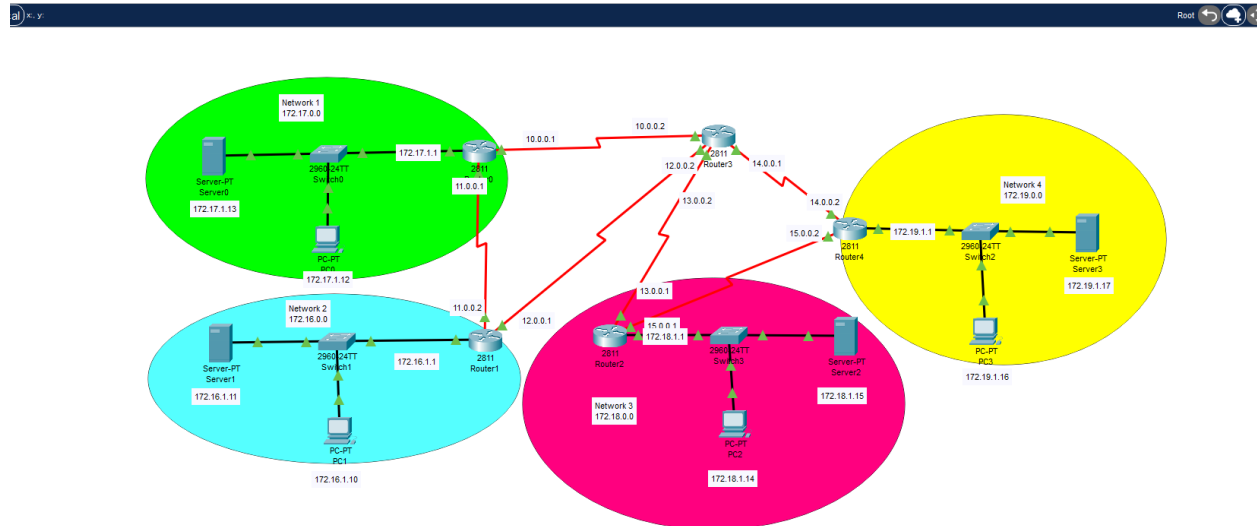 al x:, y:
Root
Network 1
172.17.0.0
Server-PT
Server0
172.17.1.13
2960-24TT
Switch0
PC-PT
PC0
172.17.1.12
172.17.1.1
2811
11.0.0.1
10.0.0.1
10.0.0.2
2811
Router3
12.0.0.2
13.0.0.2
14.0.0.1
14.0.0.2
15.0.0.2
2811
Router4
Network 4
172.19.0.0
172.19.1.1
2960-24TT
Switch2
Server-PT
Server3
172.19.1.17
PC-PT
PC3
172.19.1.16
Network 2
172.16.0.0
Server-PT
Server1
172.16.1.11
2960-24TT
Switch1
PC-PT
PC1
172.16.1.10
172.16.1.1
11.0.0.2
12.0.0.1
2811
Router1
13.0.0.1
15.0.0.1
172.18.1.1
2811
Router2
Network 3
172.18.0.0
2960-24TT
Switch3
Server-PT
Server2
172.18.1.15
PC-PT
PC2
172.18.1.14